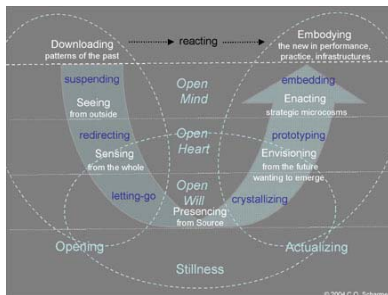 Downloading
patterns of the past
reacting
Embodying
the new in performance,
practice, infrastructures
suspending
Open
Mind
embedding
Seeing
from outside
Enacting
strategic microcosms
redirecting
Open
Heart
prototyping
Sensing
from the whole
Envisioning
from the future
wanting to emerge
letting-go
Open
Will
crystallizing
Presencing
from Source
Opening
Actualizing
Stillness
© 2004 C.O. Scharmer